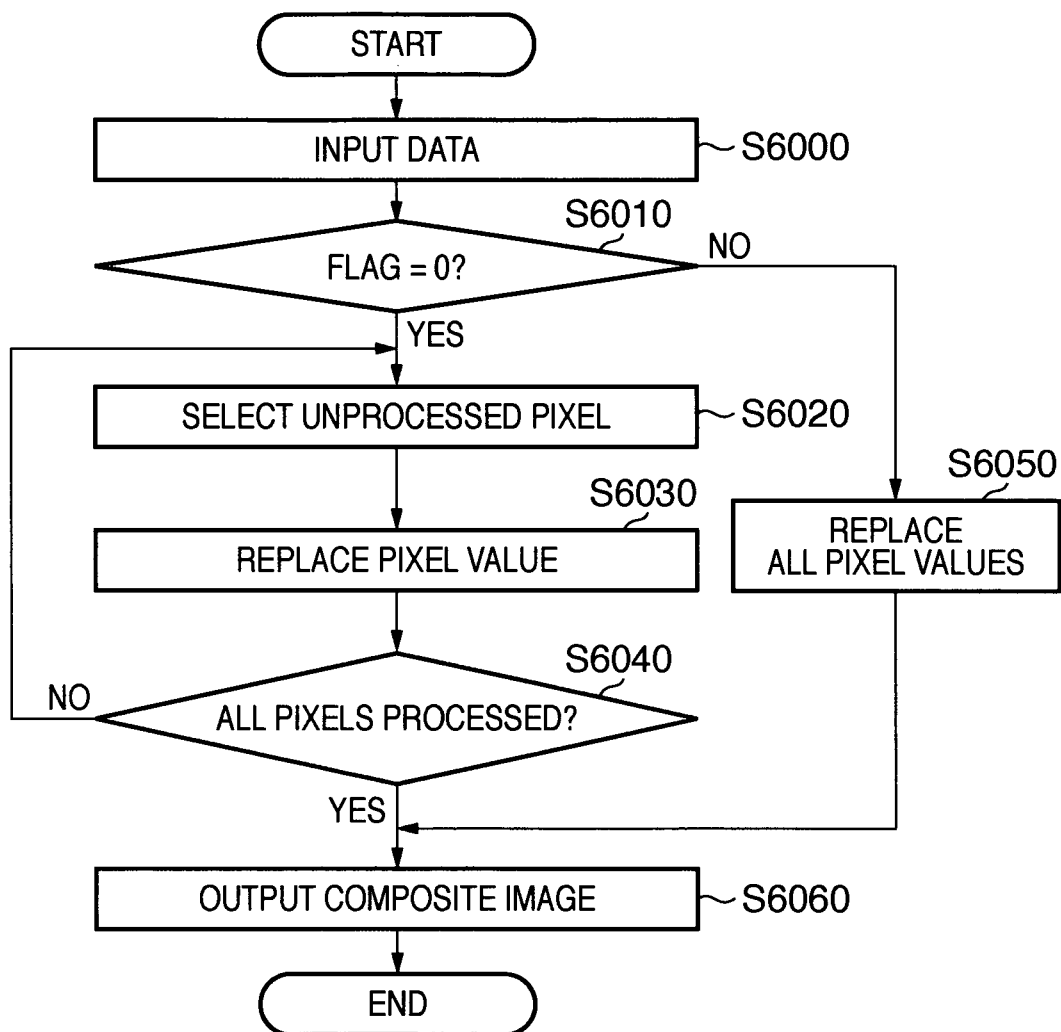 START
INPUT DATA
S6000
S6010
FLAG = 0?
NO
YES
SELECT UNPROCESSED PIXEL
S6020
S6030
REPLACE PIXEL VALUE
S6050
REPLACE
ALL PIXEL VALUES
S6040
NO
ALL PIXELS PROCESSED?
YES
OUTPUT COMPOSITE IMAGE
S6060
END